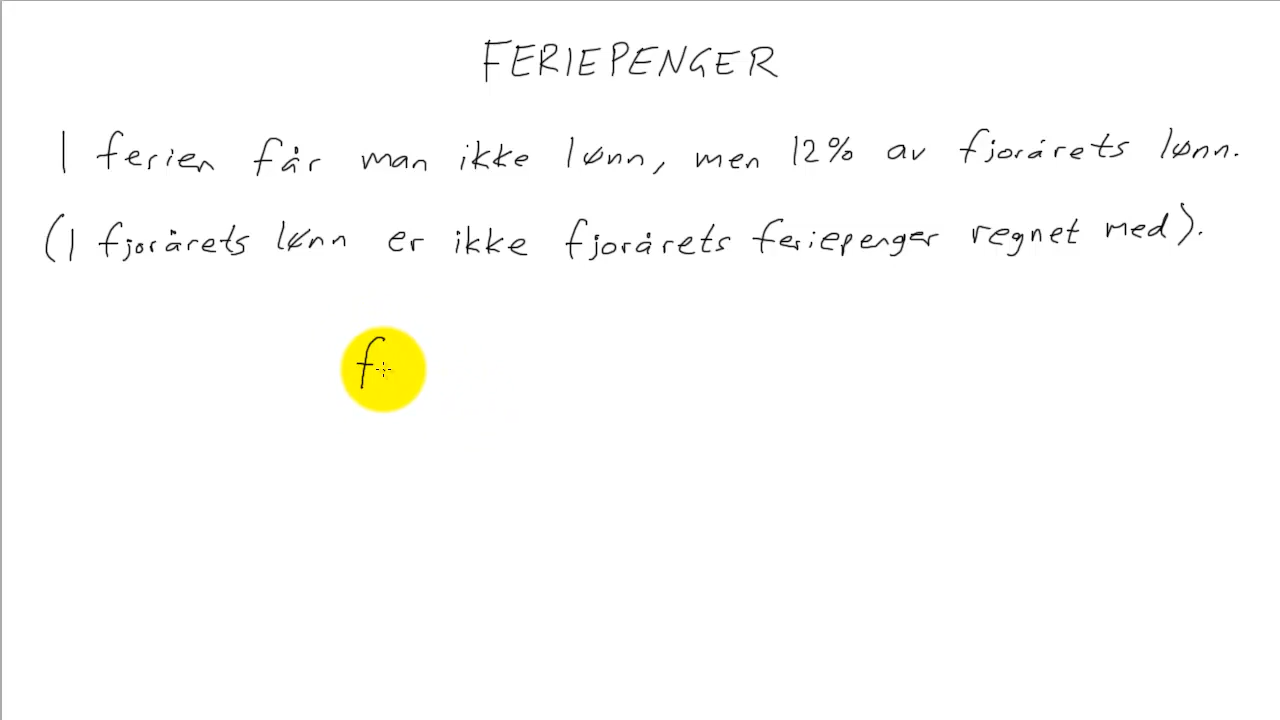 FERIEPENGER
I ferien får man ikke lønn, men 12% av fjorårets lønn.
(I fjorårets lønn er ikke fjorårets feriepenger regnet med).
f